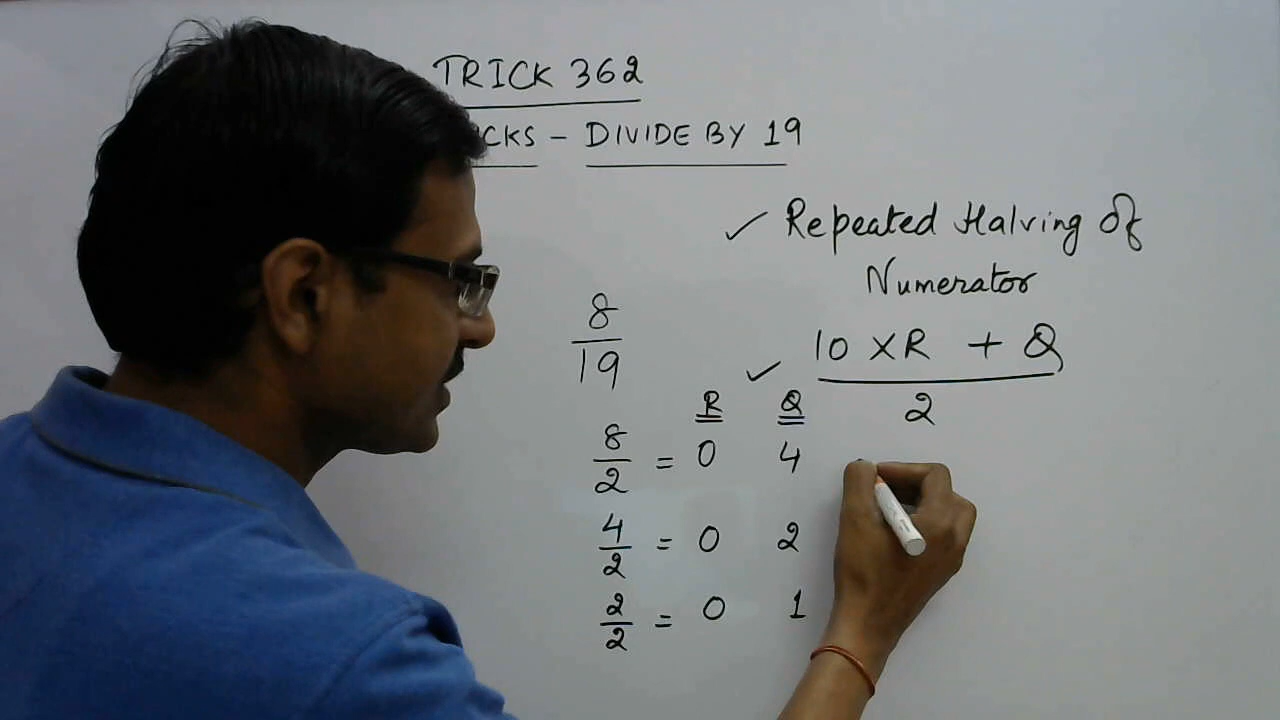 TRICK 362
CKS - DIVIDE BY 19
✓ Repeated Halving Of
Numerator
8
19
✓ 10 X R + Q
2
R Q
8
2 = 0 4
4
2 = 0 2
2
2 = 0 1